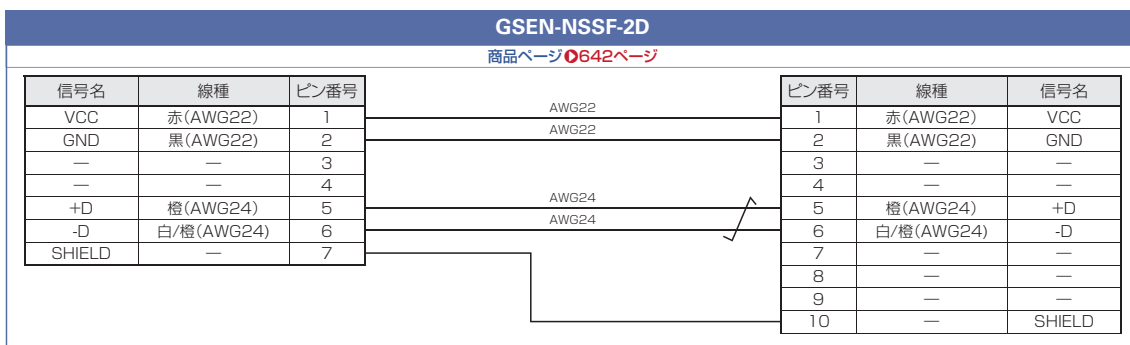 GSEN-NSSF-2D
商品ページ 642ページ
信号名 線種 ピン番号
VCC 赤(AWG22) 1
GND 黒(AWG22) 2
— — 3
— — 4
+D 橙(AWG24) 5
-D 白/橙(AWG24) 6
SHIELD — 7
AWG22
AWG22
AWG24
AWG24
ピン番号 線種 信号名
1 赤(AWG22) VCC
2 黒(AWG22) GND
3 — —
4 — —
5 橙(AWG24) +D
6 白/橙(AWG24) -D
7 — —
8 — —
9 — —
10 — SHIELD